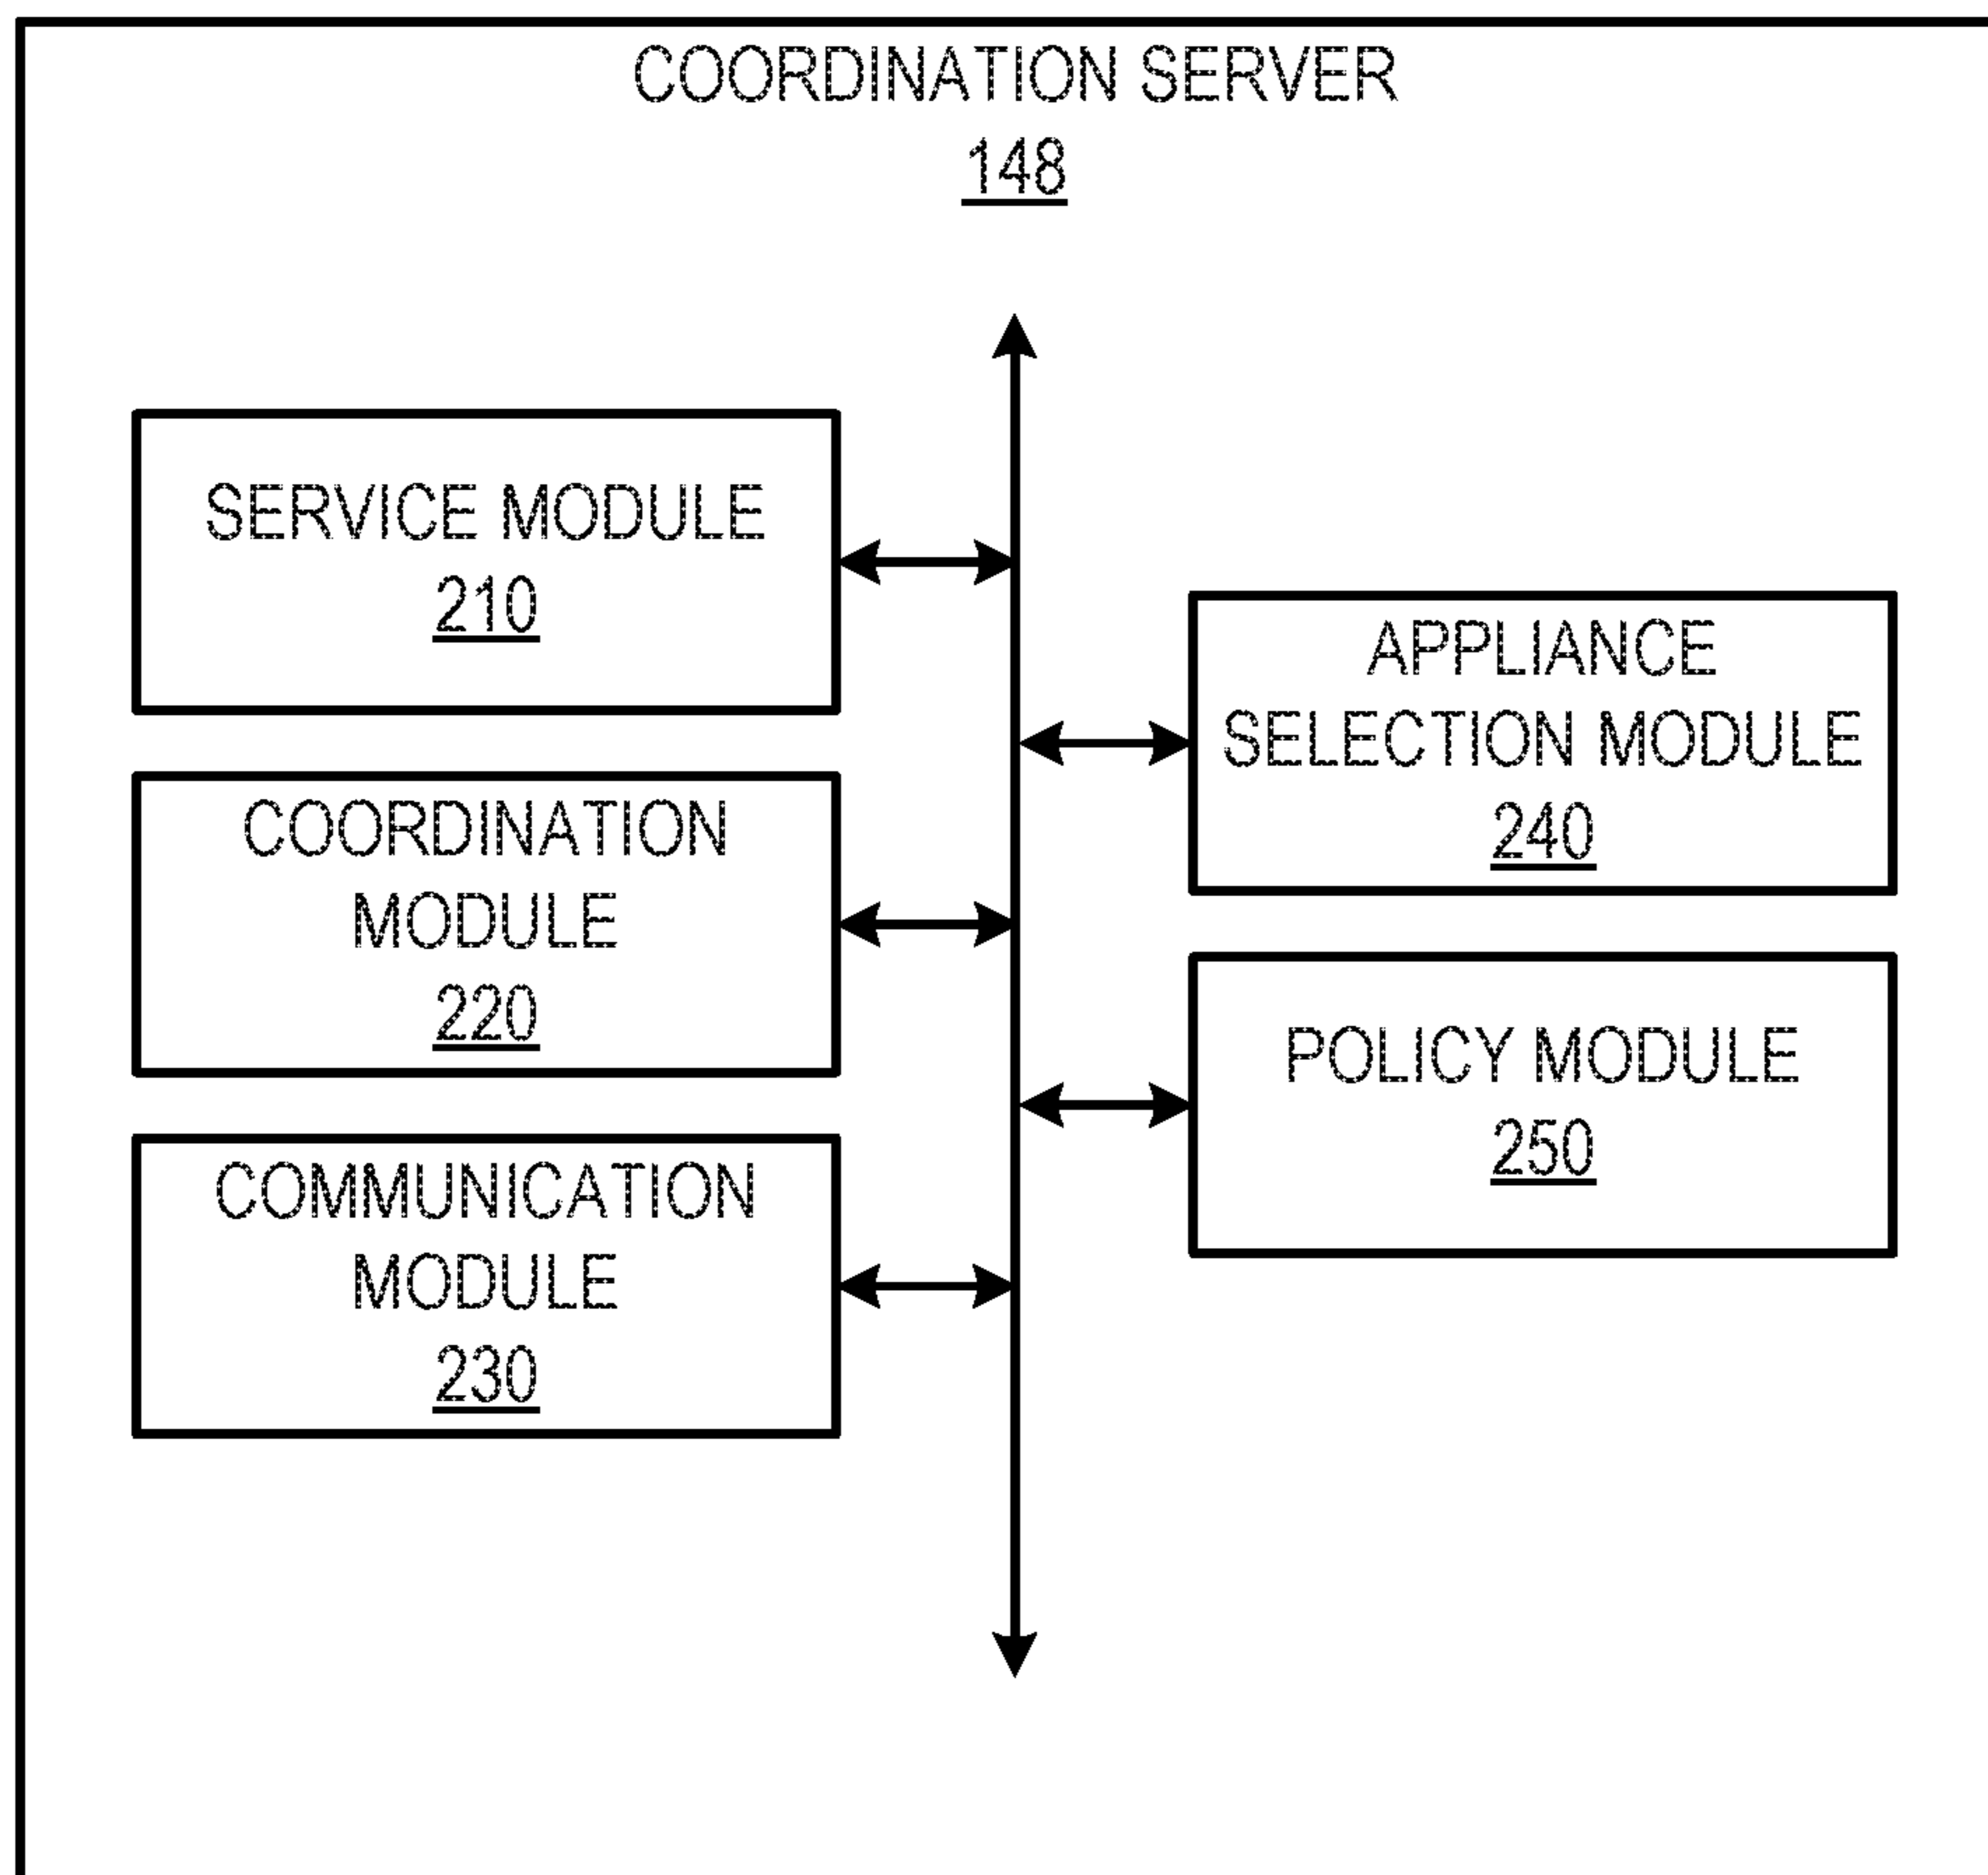 COORDINATION SERVER
148
SERVICE MODULE
210
COORDINATION
MODULE
220
COMMUNICATION
MODULE
230
APPLIANCE
SELECTION MODULE
240
POLICY MODULE
250